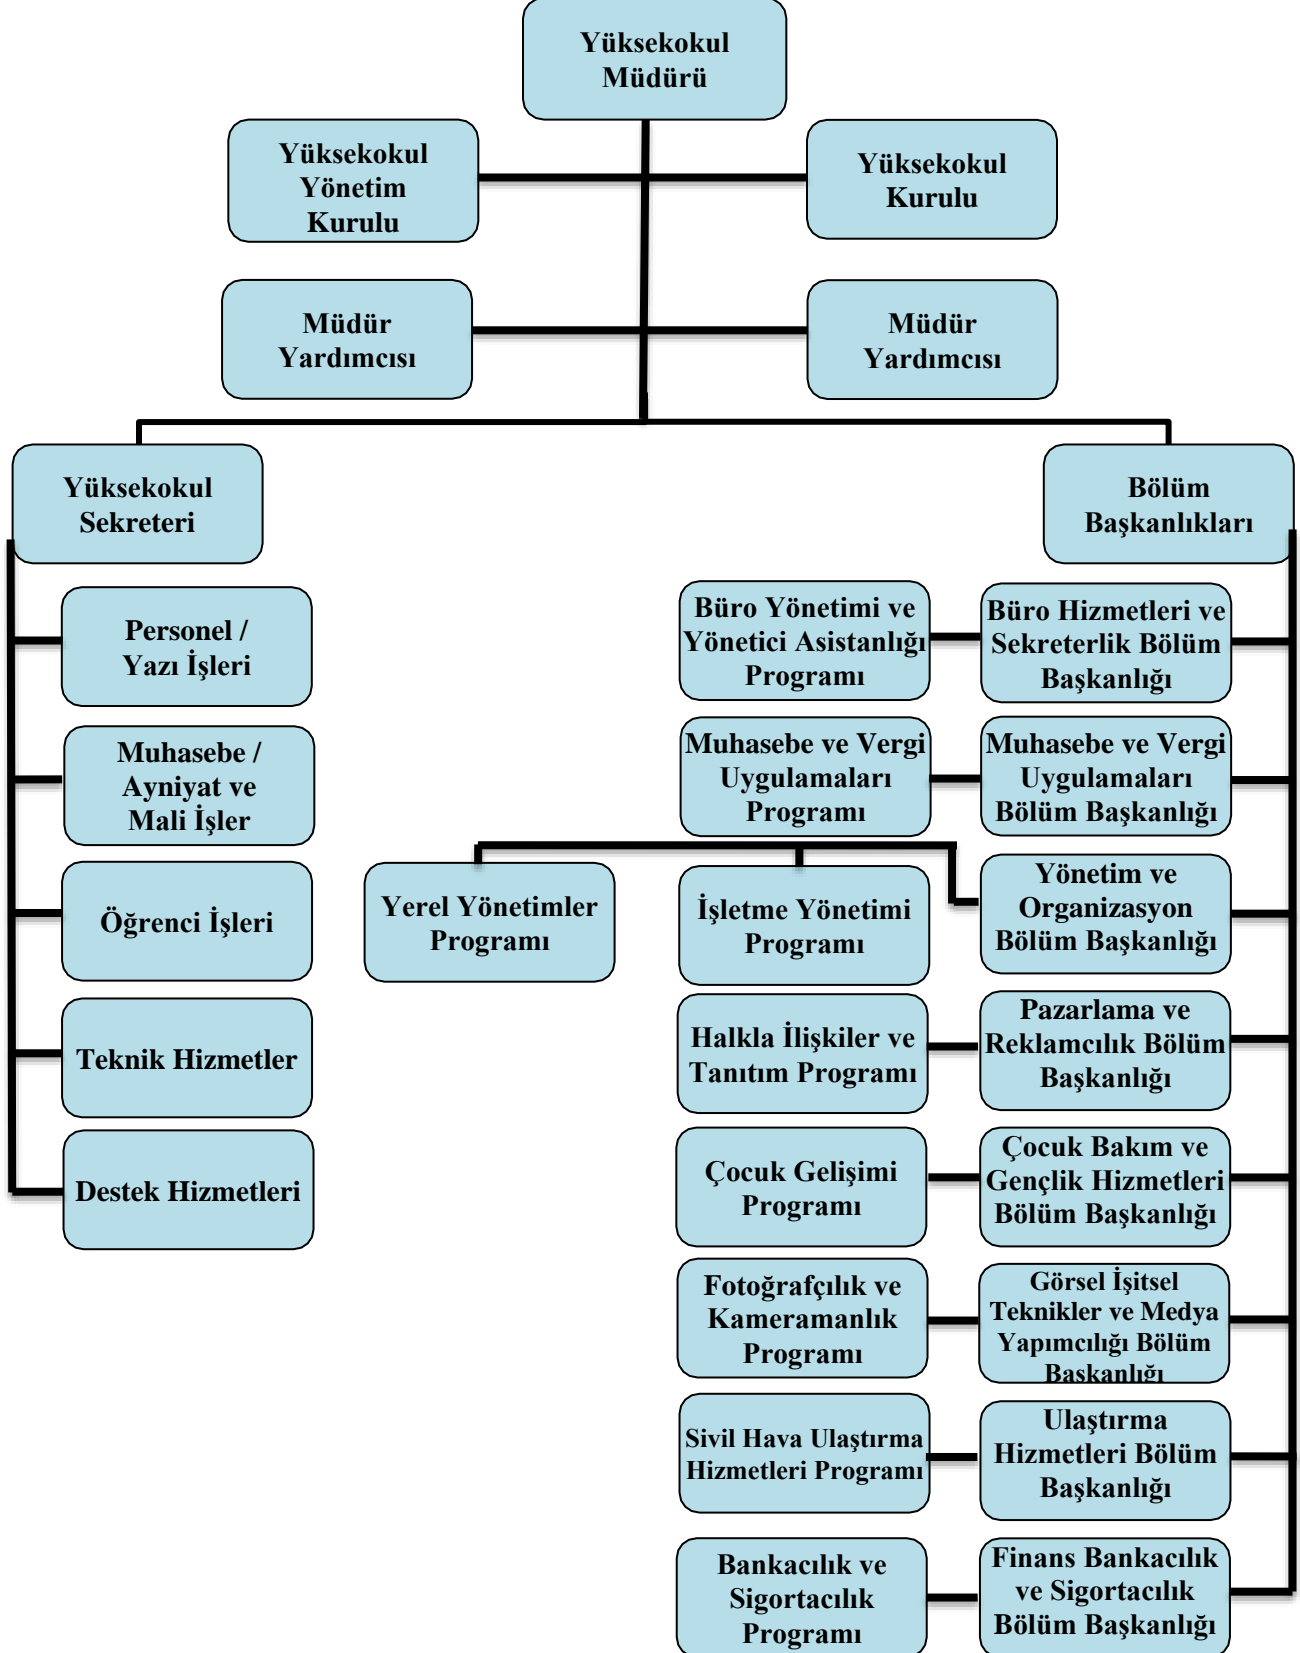 Yüksekokul
Müdürü
Yüksekokul
Yönetim
Kurulu
Yüksekokul
Kurulu
Müdür
Yardımcısı
Müdür
Yardımcısı
Yüksekokul
Sekreteri
Bölüm
Başkanlıkları
Personel /
Yazı İşleri
Muhasebe /
Ayniyat ve
Mali İşler
Öğrenci İşleri
Teknik Hizmetler
Destek Hizmetleri
Büro Yönetimi ve
Yönetici Asistanlığı
Programı
Büro Hizmetleri ve
Sekreterlik Bölüm
Başkanlığı
Muhasebe ve Vergi
Uygulamaları
Programı
Muhasebe ve Vergi
Uygulamaları
Bölüm Başkanlığı
Yerel Yönetimler
Programı
İşletme Yönetimi
Programı
Yönetim ve
Organizasyon
Bölüm Başkanlığı
Halkla İlişkiler ve
Tanıtım Programı
Pazarlama ve
Reklamcılık Bölüm
Başkanlığı
Çocuk Gelişimi
Programı
Çocuk Bakım ve
Gençlik Hizmetleri
Bölüm Başkanlığı
Fotoğrafçılık ve
Kameramanlık
Programı
Görsel İşitsel
Teknikler ve Medya
Yapımcılığı Bölüm
Başkanlığı
Sivil Hava Ulaştırma
Hizmetleri Programı
Ulaştırma
Hizmetleri Bölüm
Başkanlığı
Bankacılık ve
Sigortacılık
Programı
Finans Bankacılık
ve Sigortacılık
Bölüm Başkanlığı